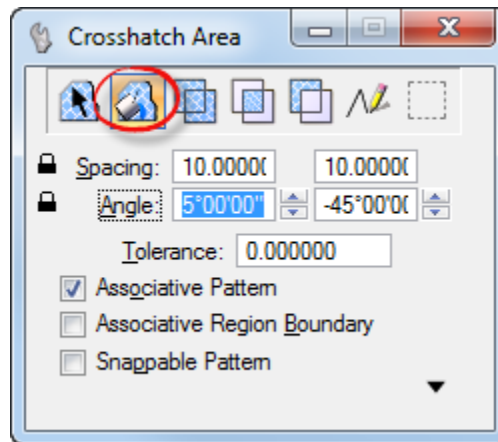 Crosshatch Area
Spacing: 10.0000( 10.0000(
Angle: 5°00'00" -45°00'0(
Tolerance: 0.000000
Associative Pattern
Associative Region Boundary
Snappable Pattern